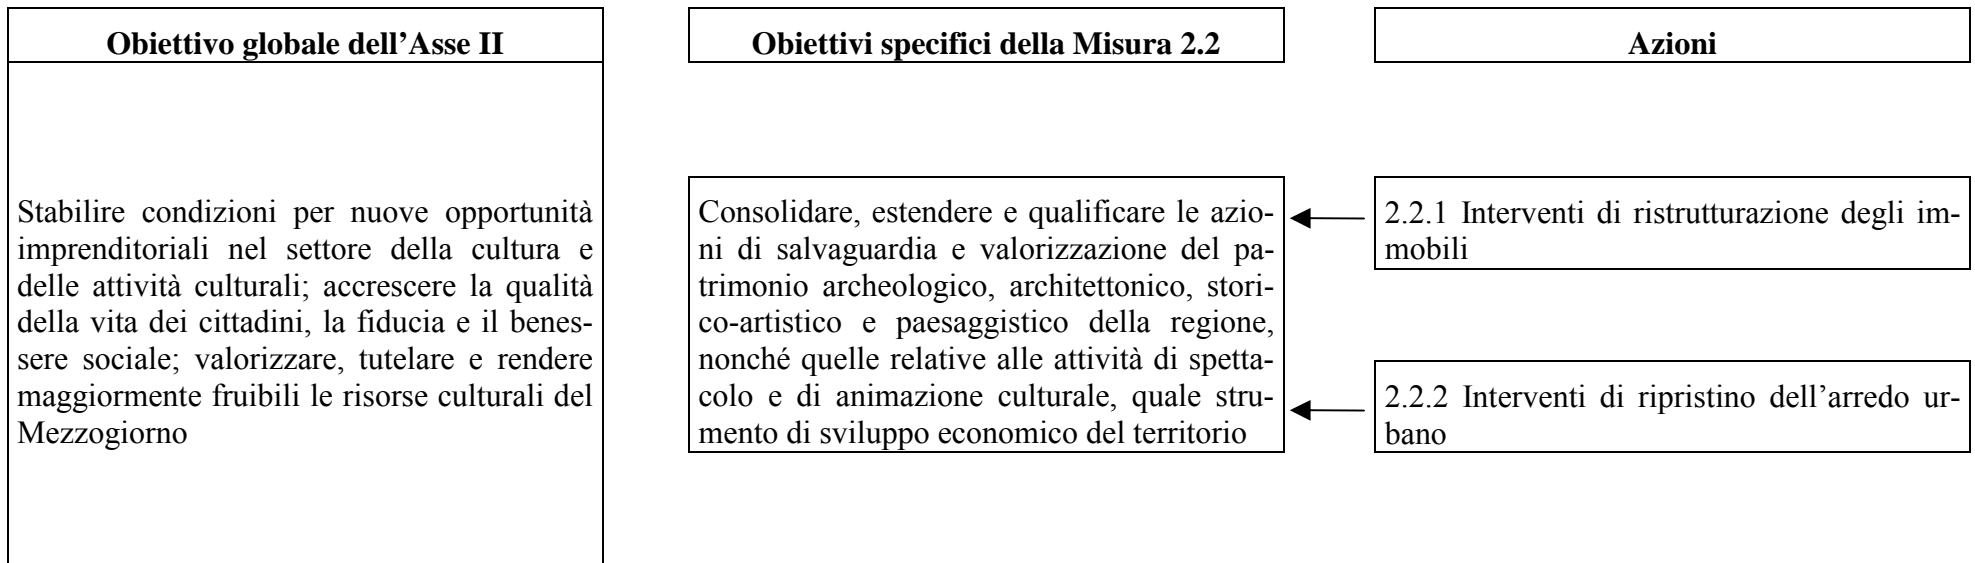 Obiettivo globale dell’Asse II
Stabilire condizioni per nuove opportunità
imprenditoriali nel settore della cultura e
delle attività culturali; accrescere la qualità
della vita dei cittadini, la fiducia e il benes-
sere sociale; valorizzare, tutelare e rendere
maggiormente fruibili le risorse culturali del
Mezzogiorno
Obiettivi specifici della Misura 2.2
Consolidare, estendere e qualificare le azio-
ni di salvaguardia e valorizzazione del pa-
trimonio archeologico, architettonico, stori-
co-artistico e paesaggistico della regione,
nonché quelle relative alle attività di spetta-
colo e di animazione culturale, quale stru-
mento di sviluppo economico del territorio
Azioni
2.2.1 Interventi di ristrutturazione degli im-
mobili
2.2.2 Interventi di ripristino dell’arredo ur-
bano